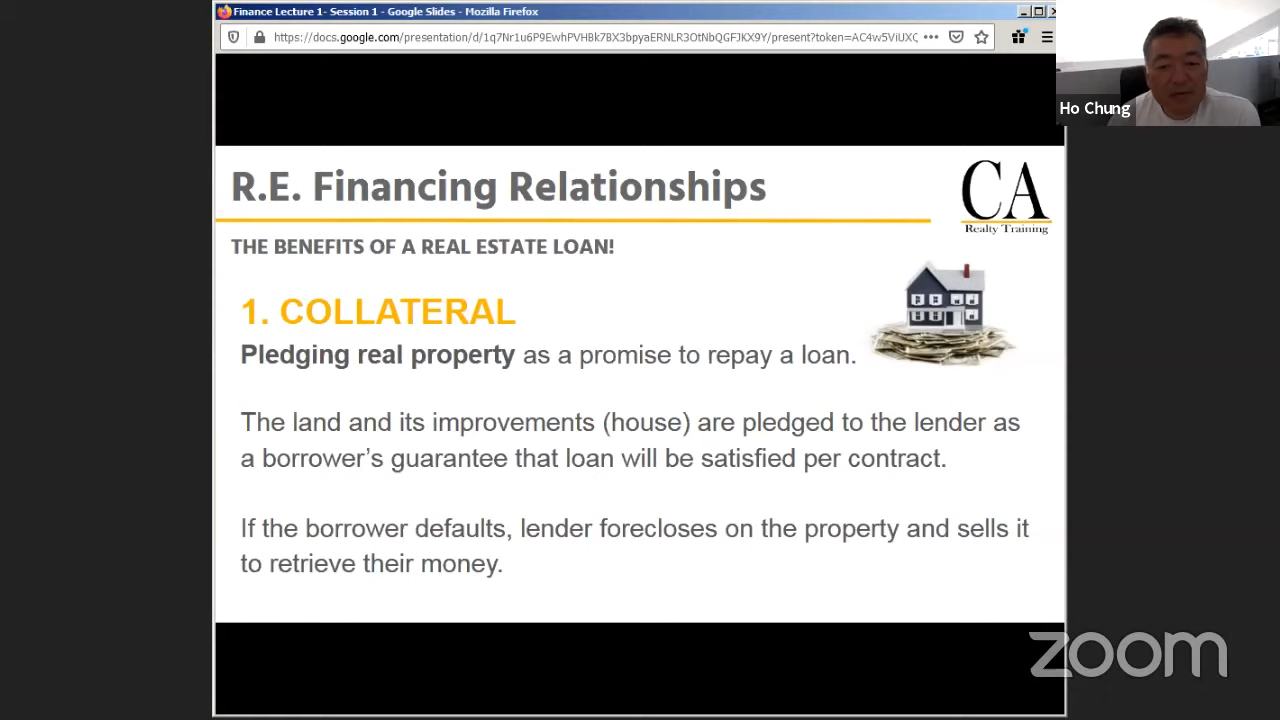 Finance Lecture 1- Session 1 - Google Slides - Mozilla Firefox
https://docs.google.com/presentation/d/1q7Nr1u6P9EwhPVHBk7BX3bpyaERNLR3OtNbQGFJKX9Y/present?token=AC4w5ViUXC
Ho Chung
R.E. Financing Relationships
CA
Realty Training
THE BENEFITS OF A REAL ESTATE LOAN!
1. COLLATERAL
Pledging real property as a promise to repay a loan.
The land and its improvements (house) are pledged to the lender as
a borrower’s guarantee that loan will be satisfied per contract.
If the borrower defaults, lender forecloses on the property and sells it
to retrieve their money.
zoom